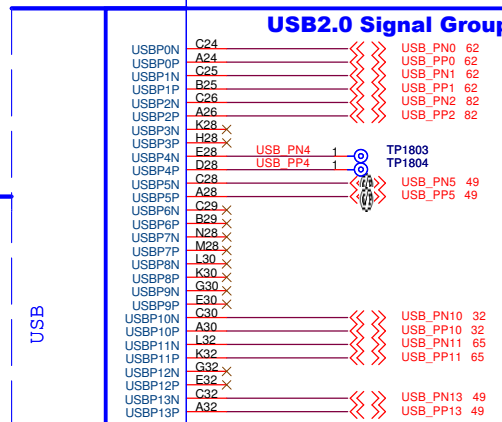 USB2.0 Signal Group
USBP0N C24 USB_PN0 62
USBP0P A24 USB_PP0 62
USBP1N C25 USB_PN1 62
USBP1P B25 USB_PP1 62
USBP2N C26 USB_PN2 82
USBP2P A26 USB_PP2 82
USBP3N K28
USBP3P H28
USBP4N E28 USB_PN4 1 TP1803
USBP4P D28 USB_PP4 1 TP1804
USBP5N C28 USB_PN5 49
USBP5P A28 USB_PP5 49
USBP6N C29
USBP6P B29
USBP7N N28
USBP7P M28
USBP8N L30
USBP8P K30
USBP9N G30
USBP9P E30
USBP10N C30 USB_PN10 32
USBP10P A30 USB_PP10 32
USBP11N L32 USB_PN11 65
USBP11P K32 USB_PP11 65
USBP12N G32
USBP12P E32
USBP13N C32 USB_PN13 49
USBP13P A32 USB_PP13 49
USB